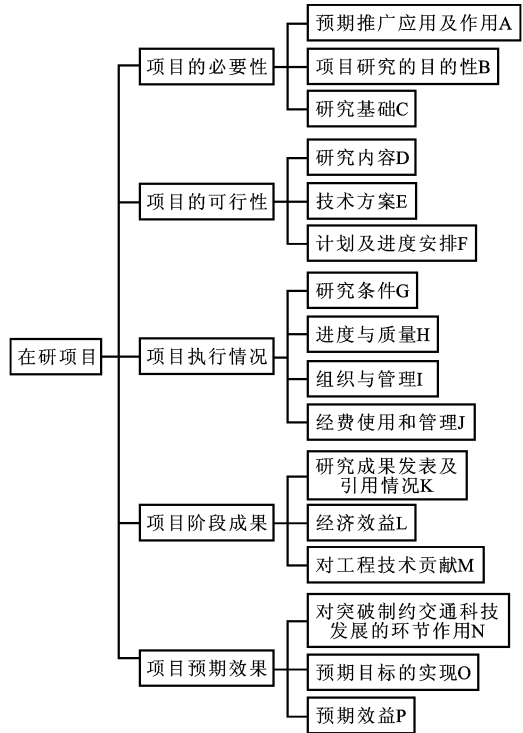 在研项目
项目的必要性
预期推广应用及作用A
项目研究的目的性B
研究基础C
项目的可行性
研究内容D
技术方案E
计划及进度安排F
项目执行情况
研究条件G
进度与质量H
组织与管理I
经费使用和管理J
项目阶段成果
研究成果发表及
引用情况K
经济效益L
对工程技术贡献M
项目预期效果
对突破制约交通科技
发展的环节作用N
预期目标的实现O
预期效益P